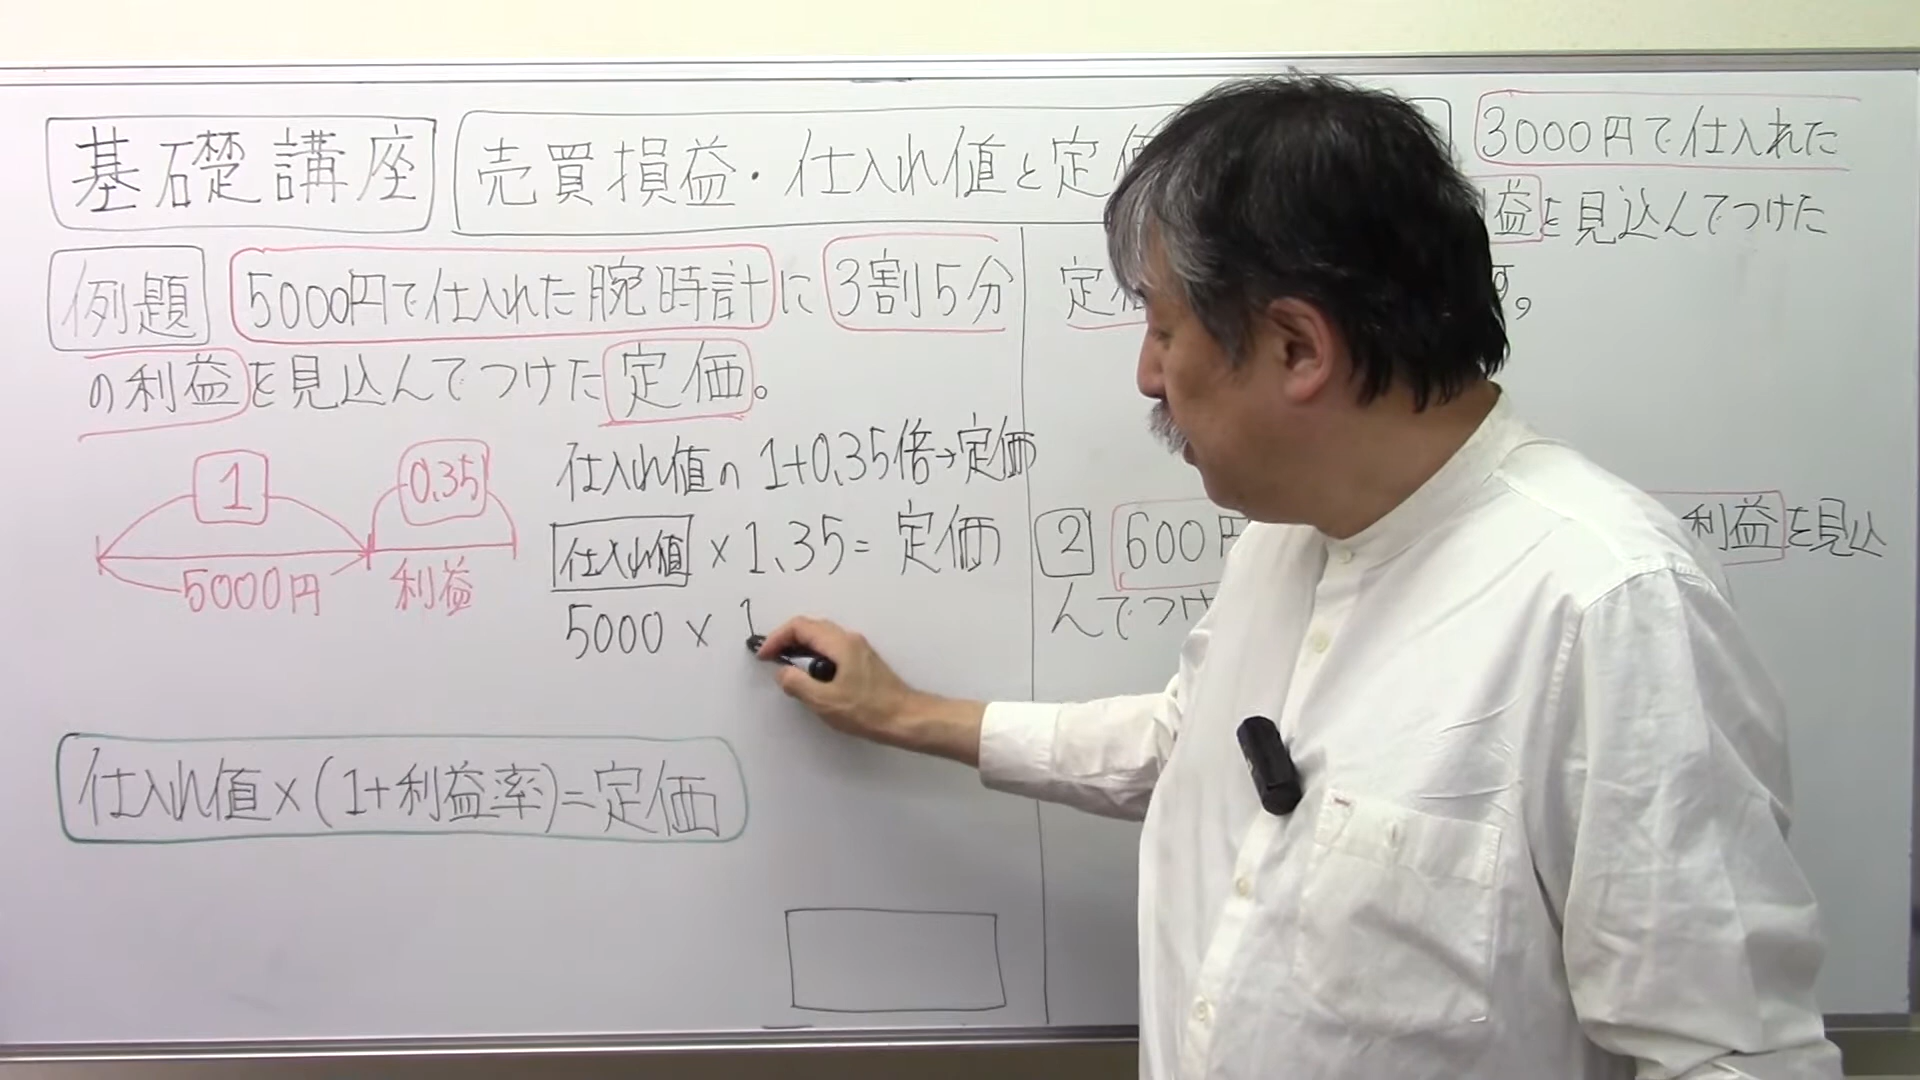 基礎講座
売買損益・仕入れ値と定価
例題 5000円で仕入れた腕時計に3割5分
の利益を見込んでつけた定価。
1 0.35
5000円 利益
仕入れ値の 1+0.35倍→定価
仕入れ値 × 1.35 = 定価
5000 × 1
仕入れ値×(1+利益率)=定価
3000円で仕入れた
益を見込んでつけた
定
す。
2 600円 利益を見込
んでつけ